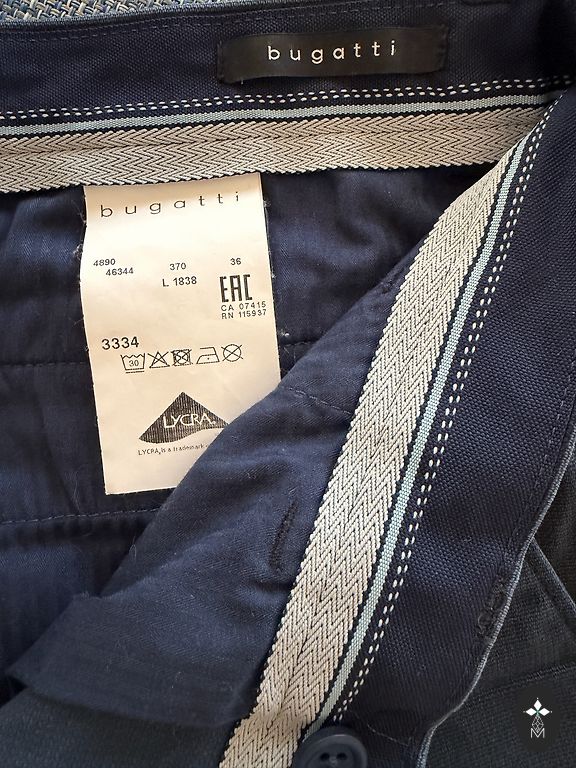 bugatti
bugatti
4890 370 36
46344 L 1838
EAC
CA 07415
RN 115937
3334
30
LYCRA
LYCRA, is a trademark